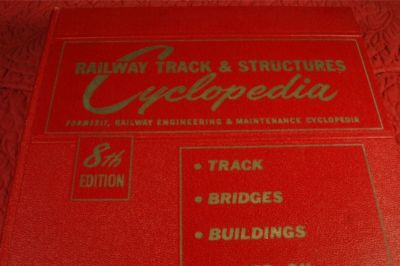 RAILWAY TRACK & STRUCTURES
Cyclopedia
FORMERLY, RAILWAY ENGINEERING & MAINTENANCE CYCLOPEDIA
8th
EDITION
• TRACK
• BRIDGES
• BUILDINGS